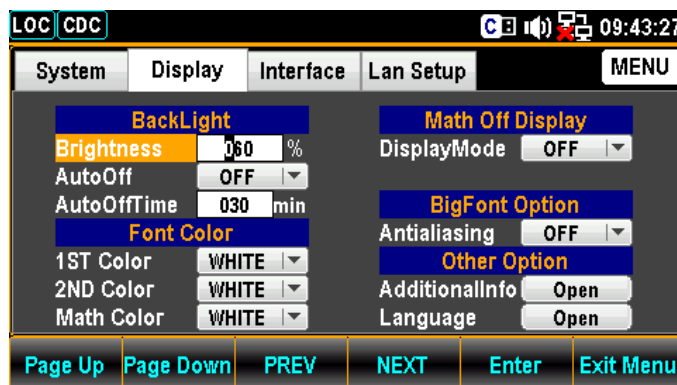 LOC CDC C 09:43:27
System Display Interface Lan Setup MENU
BackLight
Brightness 060 %
AutoOff OFF
AutoOffTime 030 min
Font Color
1ST Color WHITE
2ND Color WHITE
Math Color WHITE
Math Off Display
DisplayMode OFF
BigFont Option
Antialiasing OFF
Other Option
AdditionalInfo Open
Language Open
Page Up Page Down PREV NEXT Enter Exit Menu